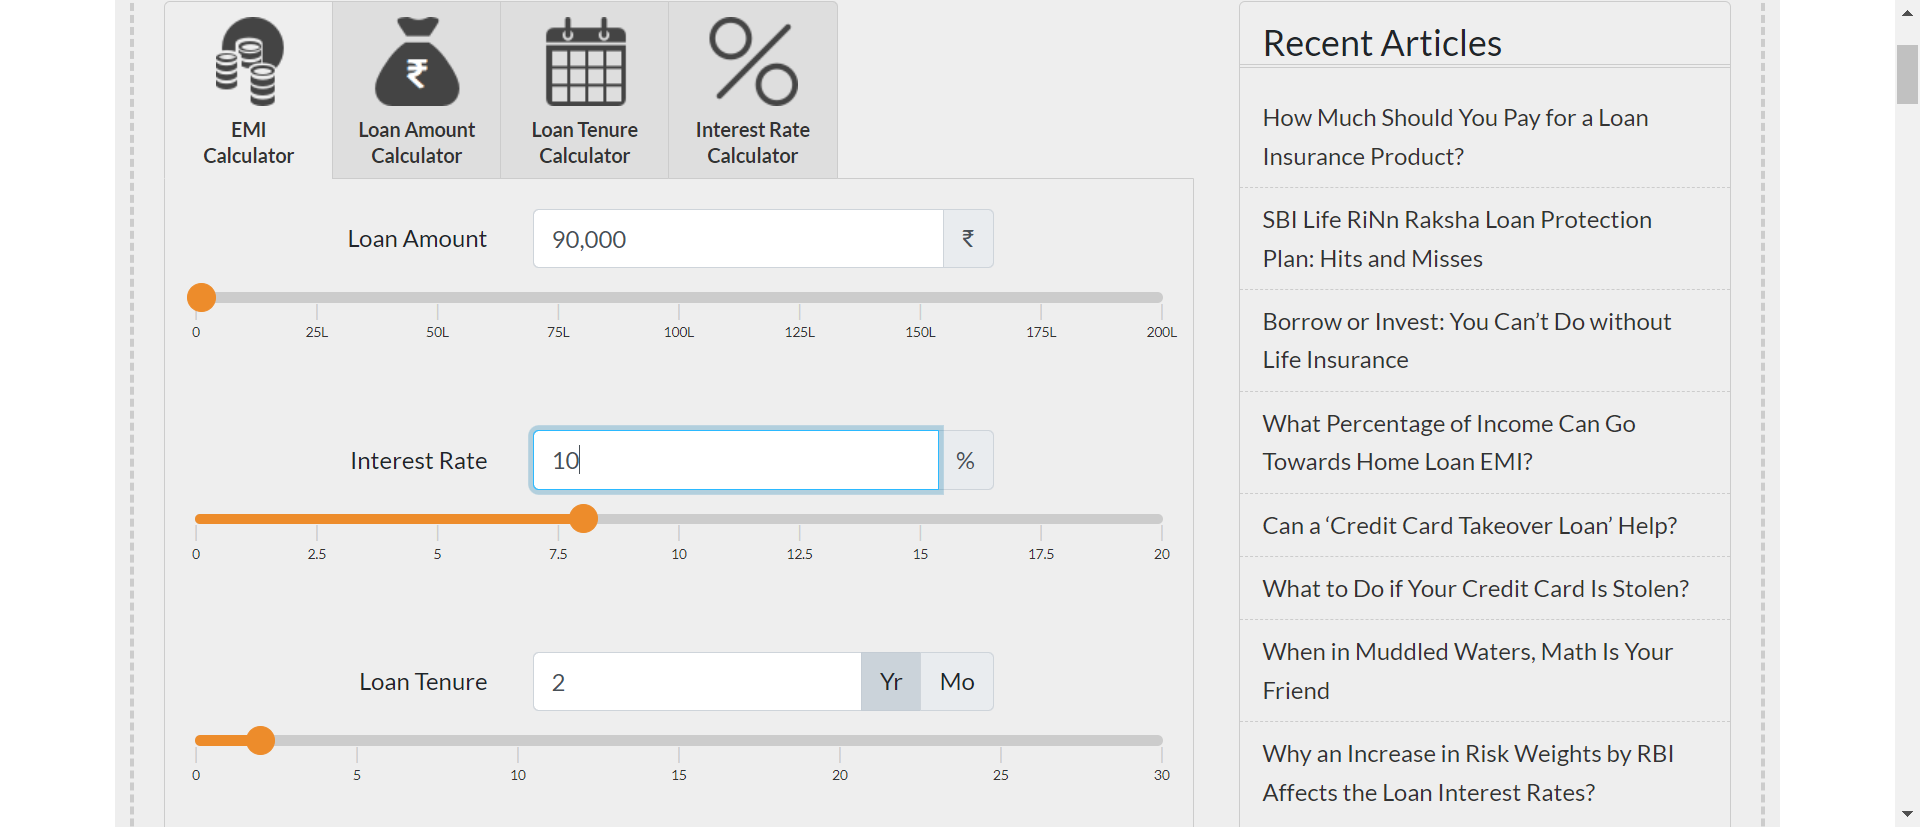 EMI
Calculator
Loan Amount
Calculator
Loan Tenure
Calculator
Interest Rate
Calculator
Loan Amount
90,000
₹
0 25L 50L 75L 100L 125L 150L 175L 200L
Interest Rate
10
%
0 2.5 5 7.5 10 12.5 15 17.5 20
Loan Tenure
2
Yr
Mo
0 5 10 15 20 25 30
Recent Articles
How Much Should You Pay for a Loan
Insurance Product?
SBI Life RiNn Raksha Loan Protection
Plan: Hits and Misses
Borrow or Invest: You Can’t Do without
Life Insurance
What Percentage of Income Can Go
Towards Home Loan EMI?
Can a ‘Credit Card Takeover Loan’ Help?
What to Do if Your Credit Card Is Stolen?
When in Muddled Waters, Math Is Your
Friend
Why an Increase in Risk Weights by RBI
Affects the Loan Interest Rates?